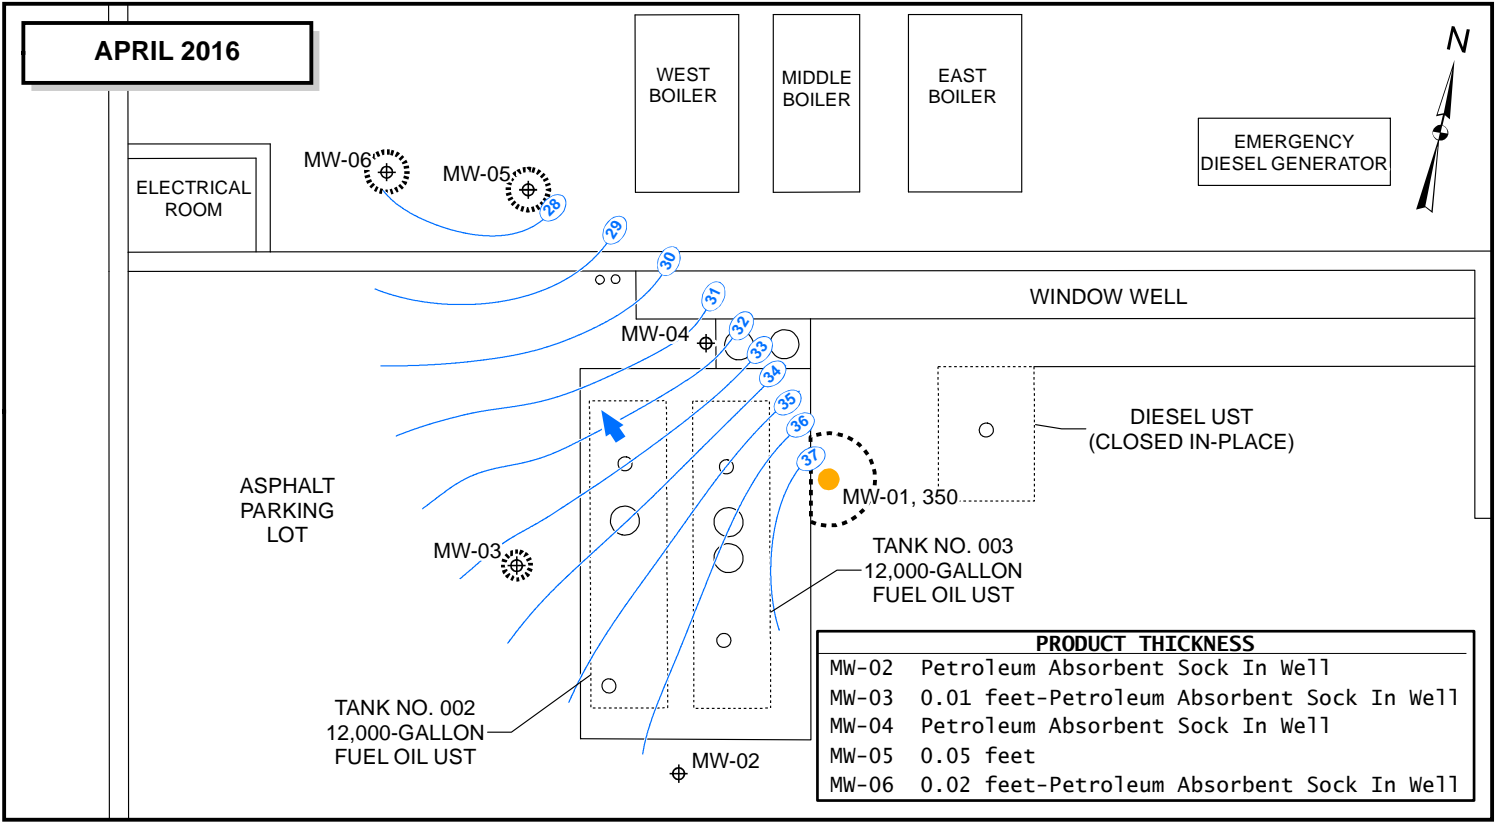 APRIL 2016
N
WEST
BOILER
MIDDLE
BOILER
EAST
BOILER
EMERGENCY
DIESEL GENERATOR
MW-06
MW-05
ELECTRICAL
ROOM
28
29
30
31
32
33
34
35
36
37
WINDOW WELL
MW-04
DIESEL UST
(CLOSED IN-PLACE)
ASPHALT
PARKING
LOT
MW-01, 350
MW-03
TANK NO. 003
12,000-GALLON
FUEL OIL UST
TANK NO. 002
12,000-GALLON
FUEL OIL UST
MW-02
PRODUCT THICKNESS
MW-02 Petroleum Absorbent Sock In Well
MW-03 0.01 feet-Petroleum Absorbent Sock In Well
MW-04 Petroleum Absorbent Sock In Well
MW-05 0.05 feet
MW-06 0.02 feet-Petroleum Absorbent Sock In Well